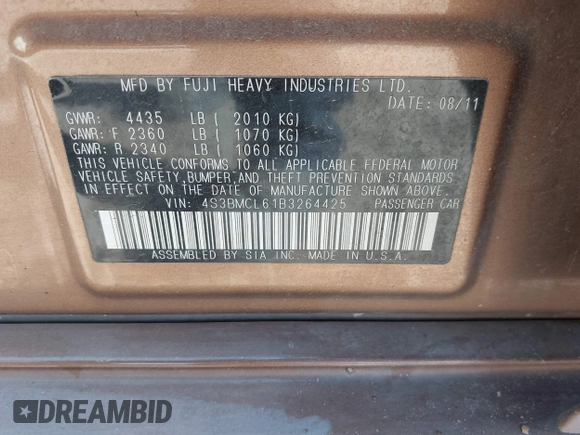 MFD BY FUJI HEAVY INDUSTRIES LTD.
DATE: 08/11
GVWR: 4435 LB ( 2010 KG)
GAWR: F 2360 LB ( 1070 KG)
GAWR: R 2340 LB ( 1060 KG)
THIS VEHICLE CONFORMS TO ALL APPLICABLE FEDERAL MOTOR
VEHICLE SAFETY, BUMPER, AND THEFT PREVENTION STANDARDS
IN EFFECT ON THE DATE OF MANUFACTURE SHOWN ABOVE.
VIN: 4S3BMCL61B3264425 PASSENGER CAR
ASSEMBLED BY SIA INC. MADE IN U.S.A.
DREAMBID